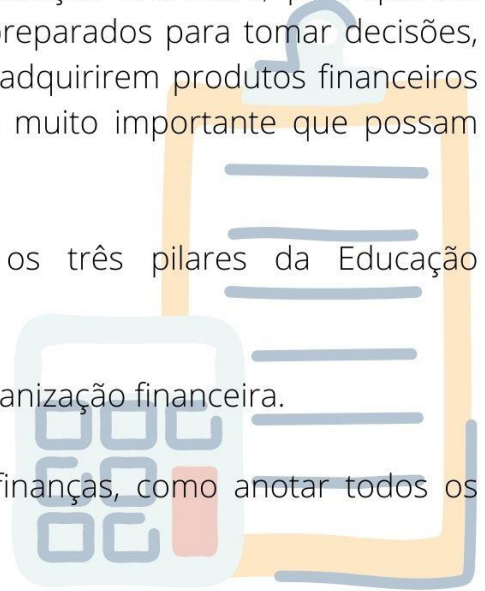 preparados para tomar decisões,
adquirirem produtos financeiros
muito importante que possam
os três pilares da Educação
anização financeira.
finanças, como anotar todos os